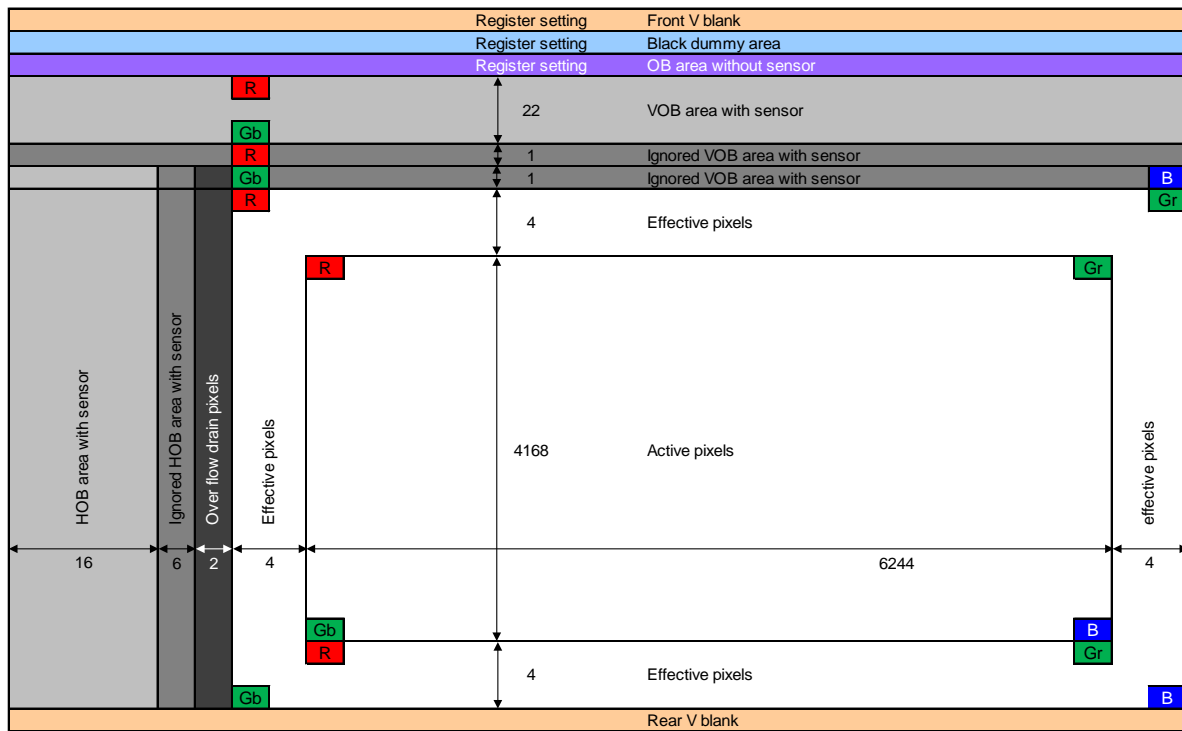 Register setting Front V blank
Register setting Black dummy area
Register setting OB area without sensor
R
22 VOB area with sensor
Gb
R 1 Ignored VOB area with sensor
Gb 1 Ignored VOB area with sensor B
R Gr
4 Effective pixels
R Gr
HOB area with sensor
Ignored HOB area with sensor
Over flow drain pixels
Effective pixels
4168 Active pixels
effective pixels
16 6 2 4 6244 4
Gb B
R Gr
4 Effective pixels
Gb B
Rear V blank